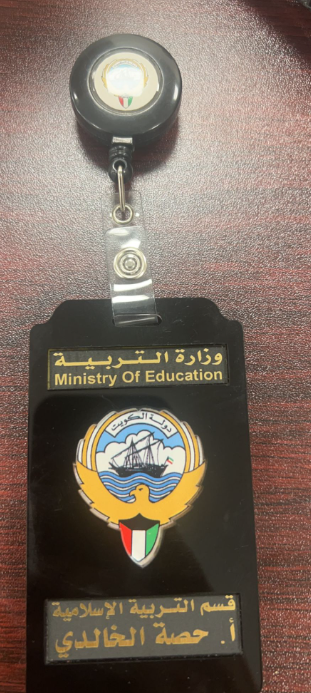 وزارة التربية
Ministry Of Education
دولة الكويت
قسم التربية الإسلامية
أ. حصة الخالدي